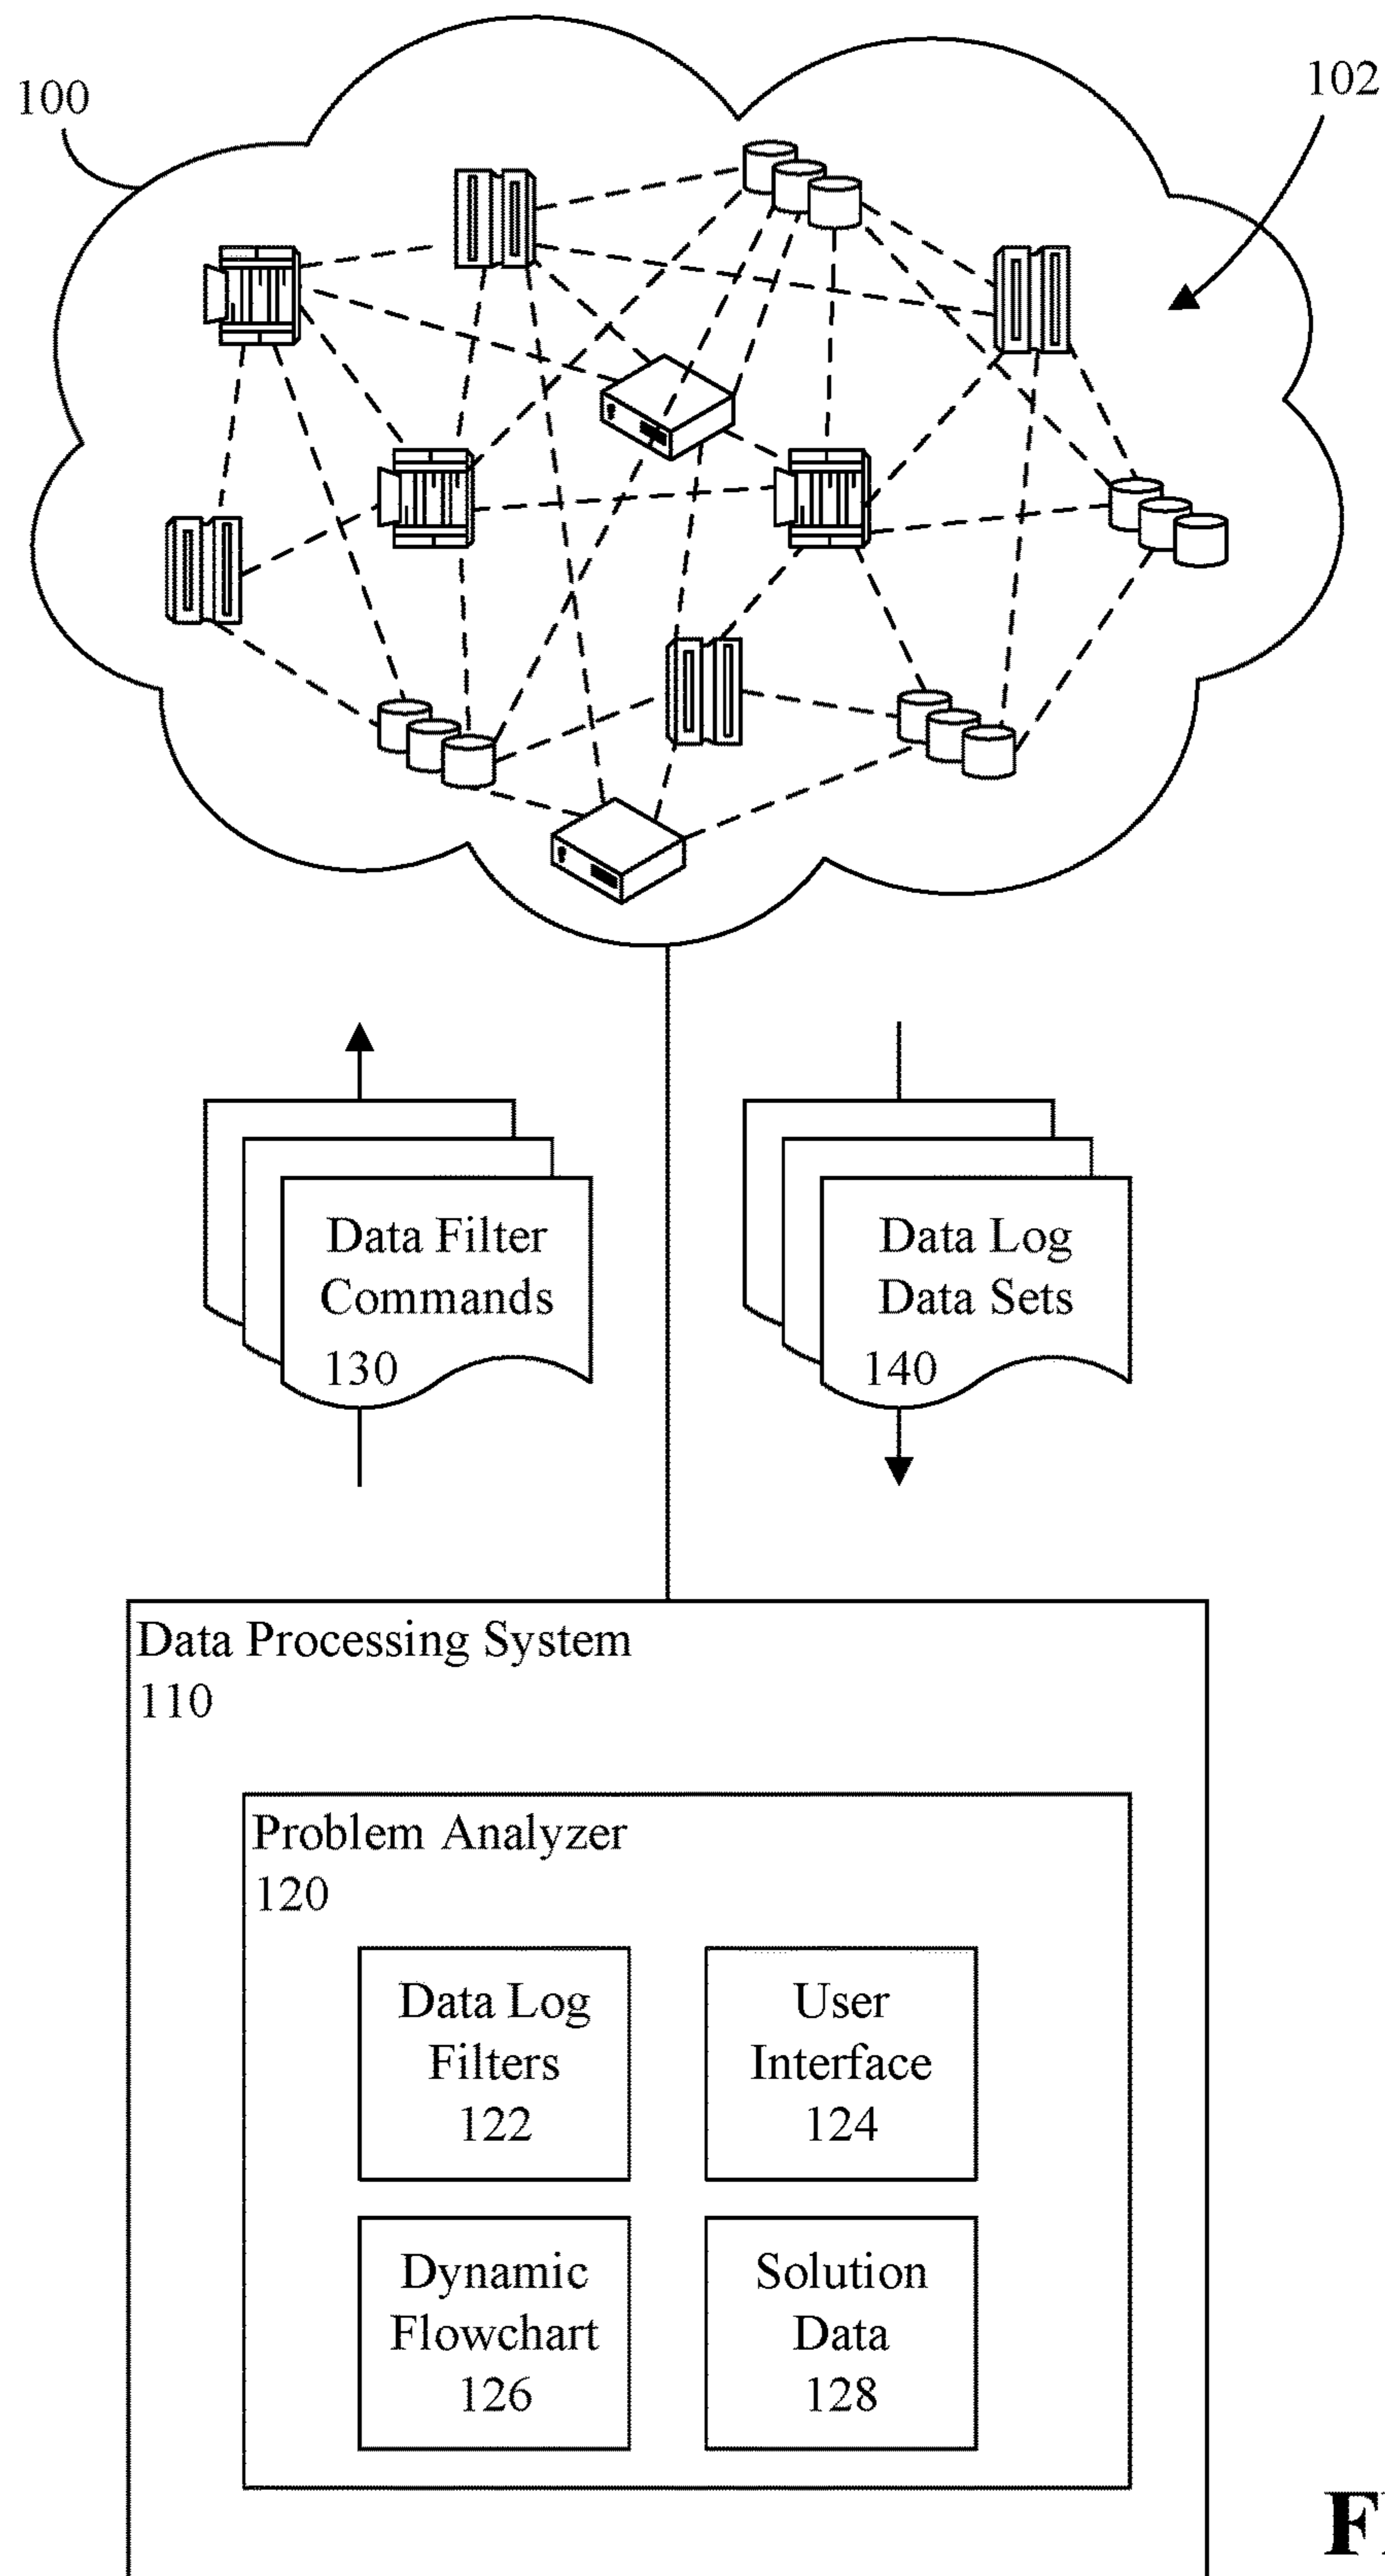 100
102
Data Filter
Commands
130
Data Log
Data Sets
140
Data Processing System
110
Problem Analyzer
120
Data Log
Filters
122
User
Interface
124
Dynamic
Flowchart
126
Solution
Data
128